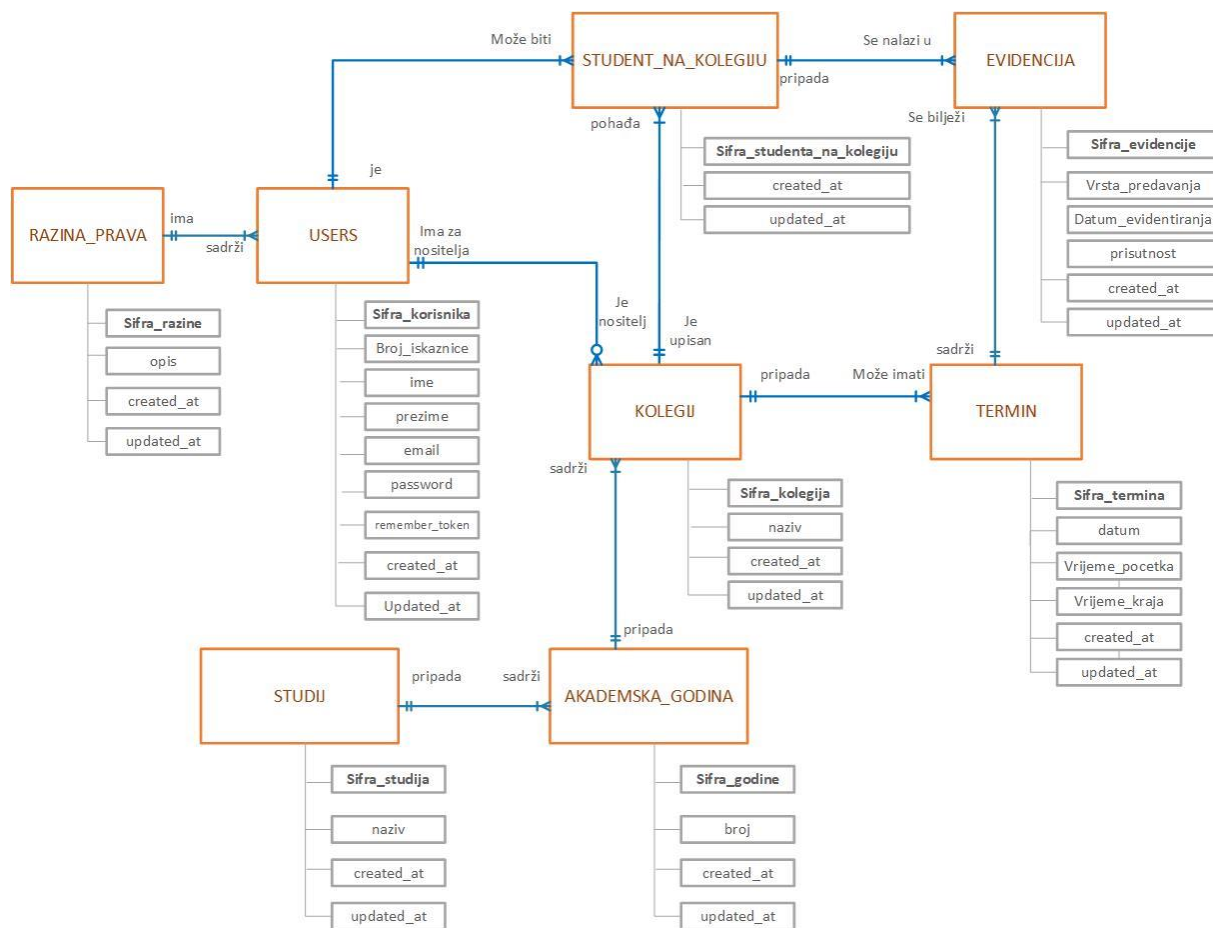 Može biti
STUDENT_NA_KOLEGIJU
Se nalazi u
pripada
EVIDENCIJA
pohađa
Se bilježi
Sifra_studenta_na_kolegiju
created_at
updated_at
Sifra_evidencije
Vrsta_predavanja
Datum_evidentiranja
prisutnost
created_at
updated_at
je
RAZINA_PRAVA
ima
sadrži
USERS
Ima za
nositelja
Je
nositelj
Je
upisan
Sifra_razine
opis
created_at
updated_at
Sifra_korisnika
Broj_iskaznice
ime
prezime
email
password
remember_token
created_at
Updated_at
KOLEGIJ
pripada
Može imati
sadrži
TERMIN
sadrži
Sifra_kolegija
naziv
created_at
updated_at
Sifra_termina
datum
Vrijeme_pocetka
Vrijeme_kraja
created_at
updated_at
pripada
STUDIJ
pripada
sadrži
AKADEMSKA_GODINA
Sifra_studija
naziv
created_at
updated_at
Sifra_godine
broj
created_at
updated_at